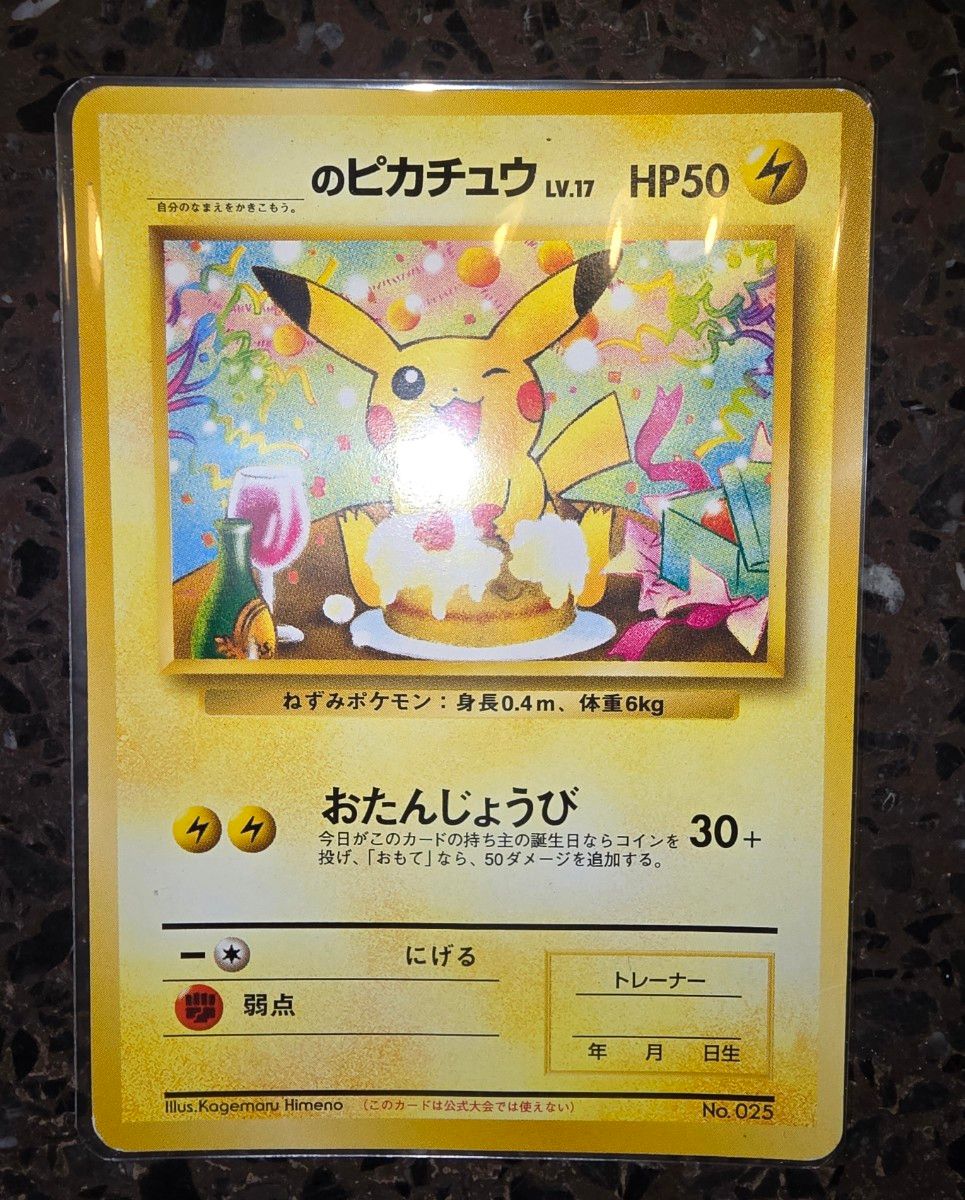 のピカチュウ LV.17 HP50
自分のなまえをかきこもう。
ねずみポケモン：身長0.4m、体重6kg
おたんじょうび 30+
今日がこのカードの持ち主の誕生日ならコインを
投げ、「おもて」なら、50ダメージを追加する。
ー にげる
弱点
トレーナー
年 月 日生
Illus.Kagemaru Himeno （このカードは公式大会では使えない） No. 025